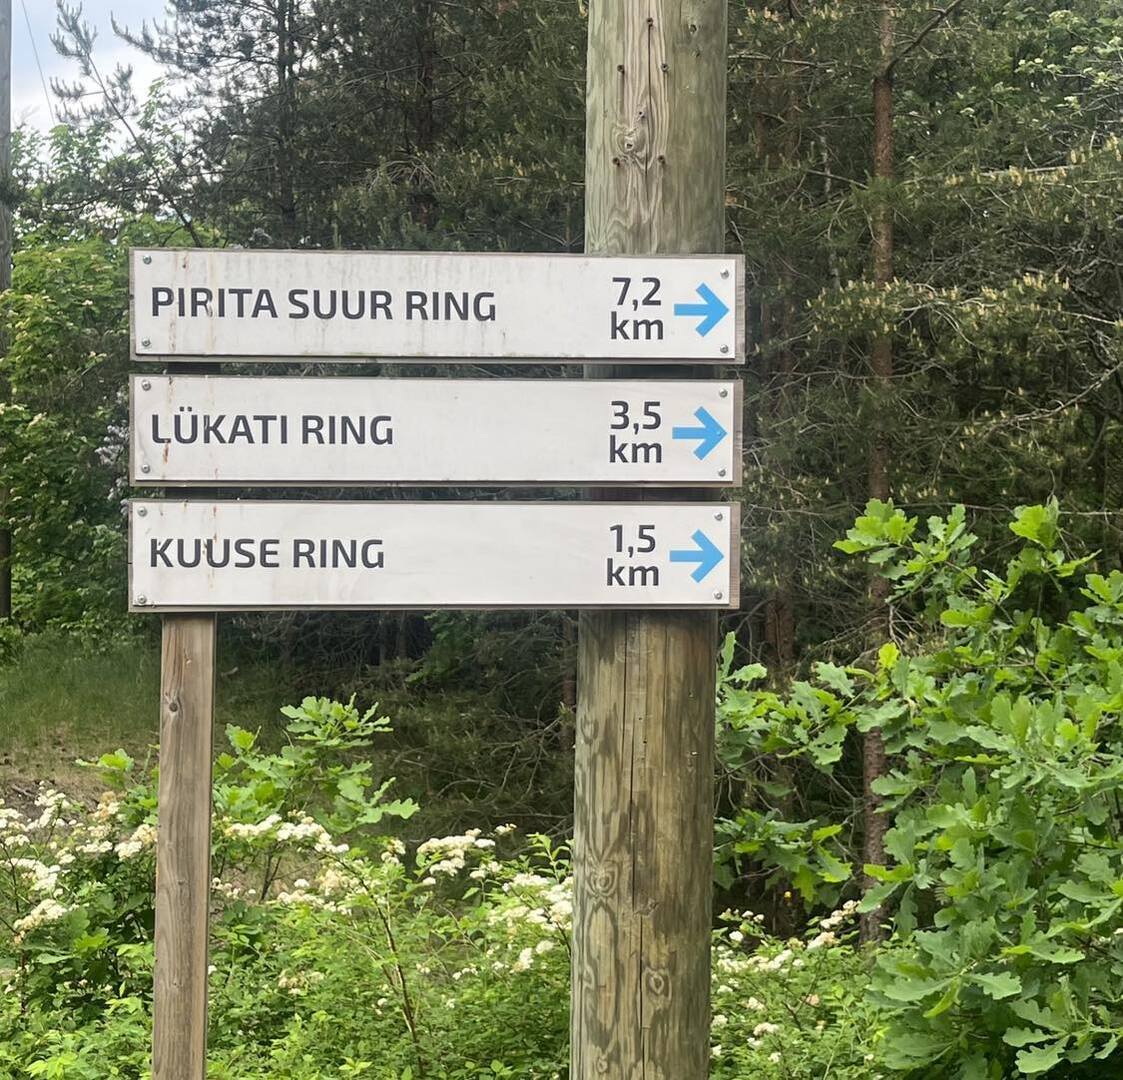 PIRITA SUUR RING 7,2 km
LÜKATI RING 3,5 km
KUUSE RING 1,5 km